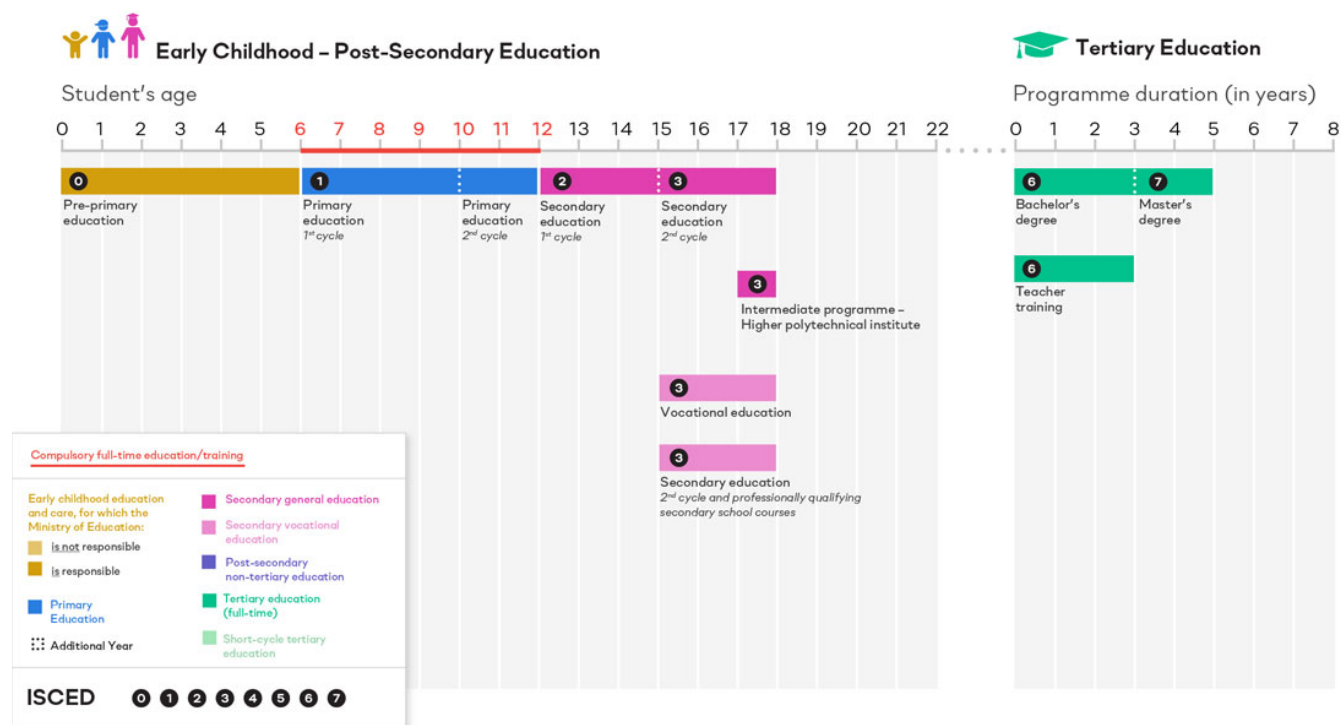 Early Childhood – Post-Secondary Education
Tertiary Education
Student's age
Programme duration (in years)
0 1 2 3 4 5 6 7 8 9 10 11 12 13 14 15 16 17 18 19 20 21 22
0 1 2 3 4 5 6 7 8
0
1
2
3
6
7
Pre-primary
education
Primary
education
1st cycle
Primary
education
2nd cycle
Secondary
education
1st cycle
Secondary
education
2nd cycle
Bachelor's
degree
Master's
degree
6
Teacher
training
3
Intermediate programme –
Higher polytechnical institute
3
Vocational education
3
Secondary education
2nd cycle and professionally qualifying
secondary school courses
Compulsory full-time education/training
Early childhood education
and care, for which the
Ministry of Education:
is not responsible
is responsible
Primary
Education
Additional Year
Secondary general education
Secondary vocational
education
Post-secondary
non-tertiary education
Tertiary education
(full-time)
Short-cycle tertiary
education
ISCED 0 1 2 3 4 5 6 7